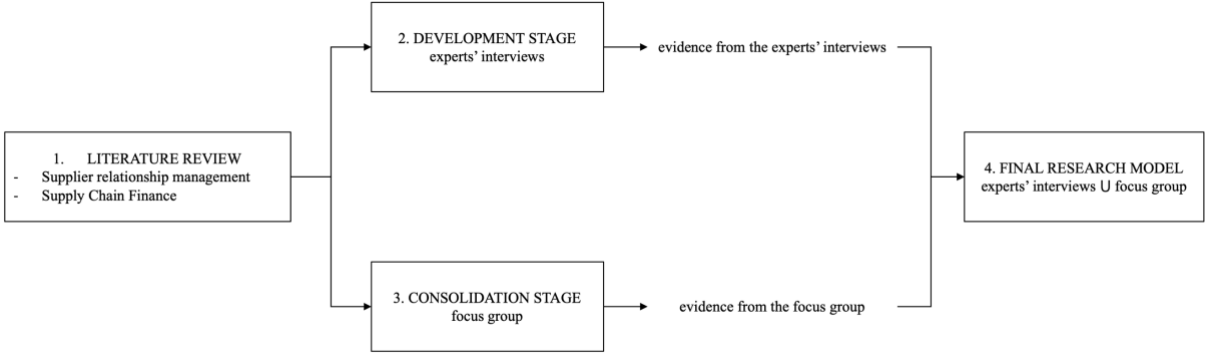 2. DEVELOPMENT STAGE
experts’ interviews
evidence from the experts’ interviews
1. LITERATURE REVIEW
- Supplier relationship management
- Supply Chain Finance
4. FINAL RESEARCH MODEL
experts’ interviews U focus group
3. CONSOLIDATION STAGE
focus group
evidence from the focus group